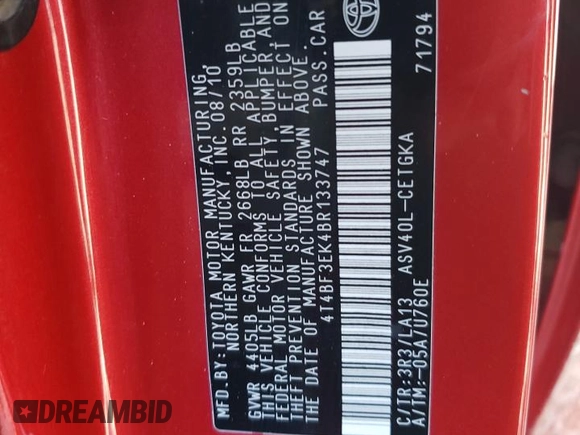 MFD. BY: TOYOTA MOTOR MANUFACTURING,
NORTHERN KENTUCKY, INC. 08/10
GVWR 4405LB GAWR FR 2668LB RR 2359LB
THIS VEHICLE CONFORMS TO ALL APPLICABLE
FEDERAL MOTOR VEHICLE SAFETY, BUMPER AND
THEFT PREVENTION STANDARDS IN EFFECT ON
THE DATE OF MANUFACTURE SHOWN ABOVE.
4T4BF3EK4BR133747 PASS. CAR
C/TR: 3R3/LA13 ASV40L-CETGKA
A/TM: -05A/U760E 71794
DREAMBID